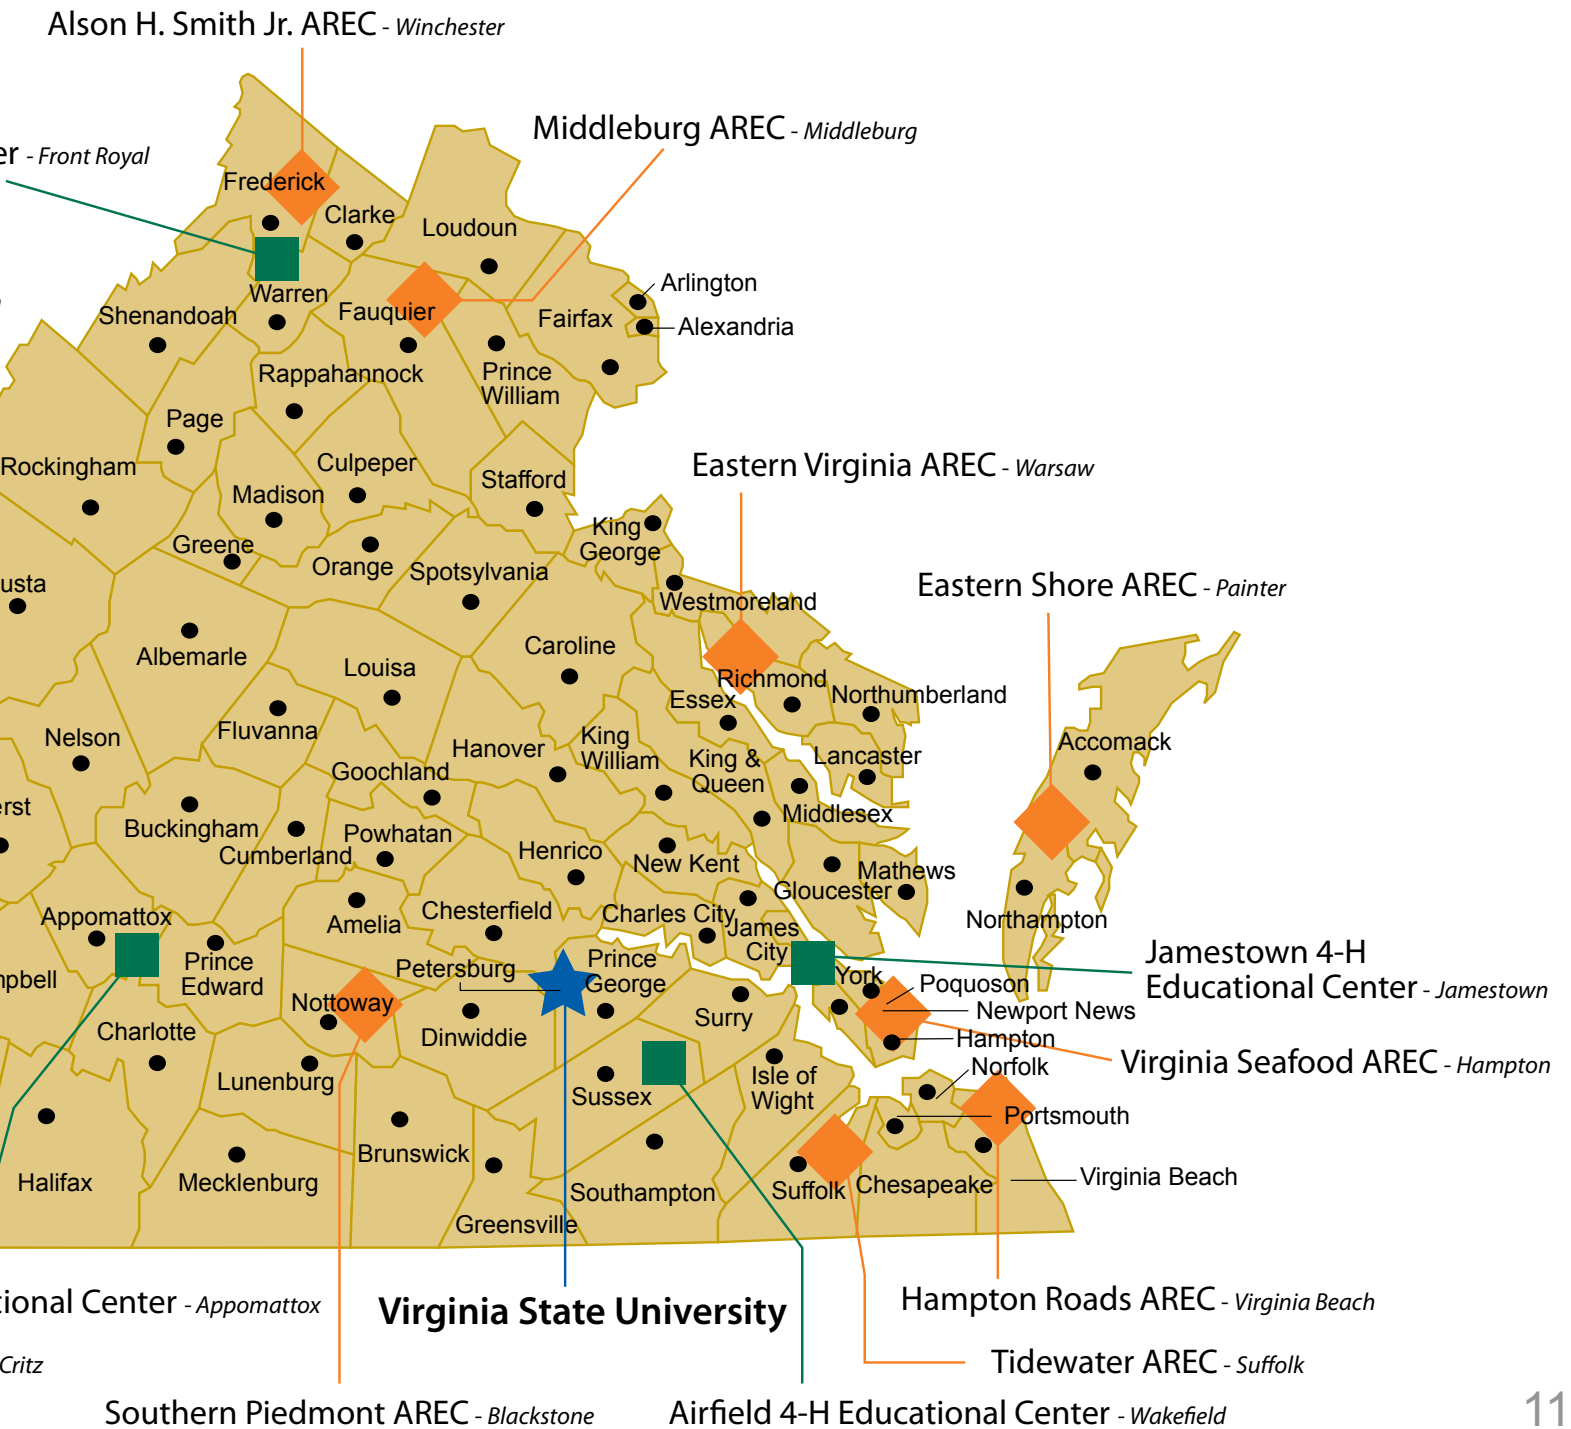 Alson H. Smith Jr. AREC - Winchester
Middleburg AREC - Middleburg
er - Front Royal
Frederick
Clarke
Loudoun
Arlington
Warren
Shenandoah
Fauquier
Fairfax
Alexandria
Rappahannock
Prince
William
Page
Rockingham
Culpeper
Eastern Virginia AREC - Warsaw
Stafford
Madison
King
George
Greene
Orange
Spotsylvania
usta
Eastern Shore AREC - Painter
Westmoreland
Caroline
Albemarle
Louisa
Richmond
Essex
Northumberland
Nelson
Fluvanna
Hanover
King
William
King &
Queen
Lancaster
Accomack
Goochland
erst
Buckingham
Powhatan
Middlesex
Cumberland
Henrico
New Kent
Mathews
Gloucester
Appomattox
Amelia
Chesterfield
Charles City
James
City
Northampton
Prince
Edward
Petersburg
Prince
George
Jamestown 4-H
Educational Center - Jamestown
mpbell
York
Poquoson
Nottoway
Newport News
Charlotte
Dinwiddie
Surry
Hampton
Virginia Seafood AREC - Hampton
Norfolk
Lunenburg
Sussex
Isle of
Wight
Portsmouth
Brunswick
Halifax
Mecklenburg
Southampton
Suffolk
Chesapeake
Virginia Beach
Greensville
tional Center - Appomattox
Virginia State University
Hampton Roads AREC - Virginia Beach
Critz
Tidewater AREC - Suffolk
Southern Piedmont AREC - Blackstone
Airfield 4-H Educational Center - Wakefield
11